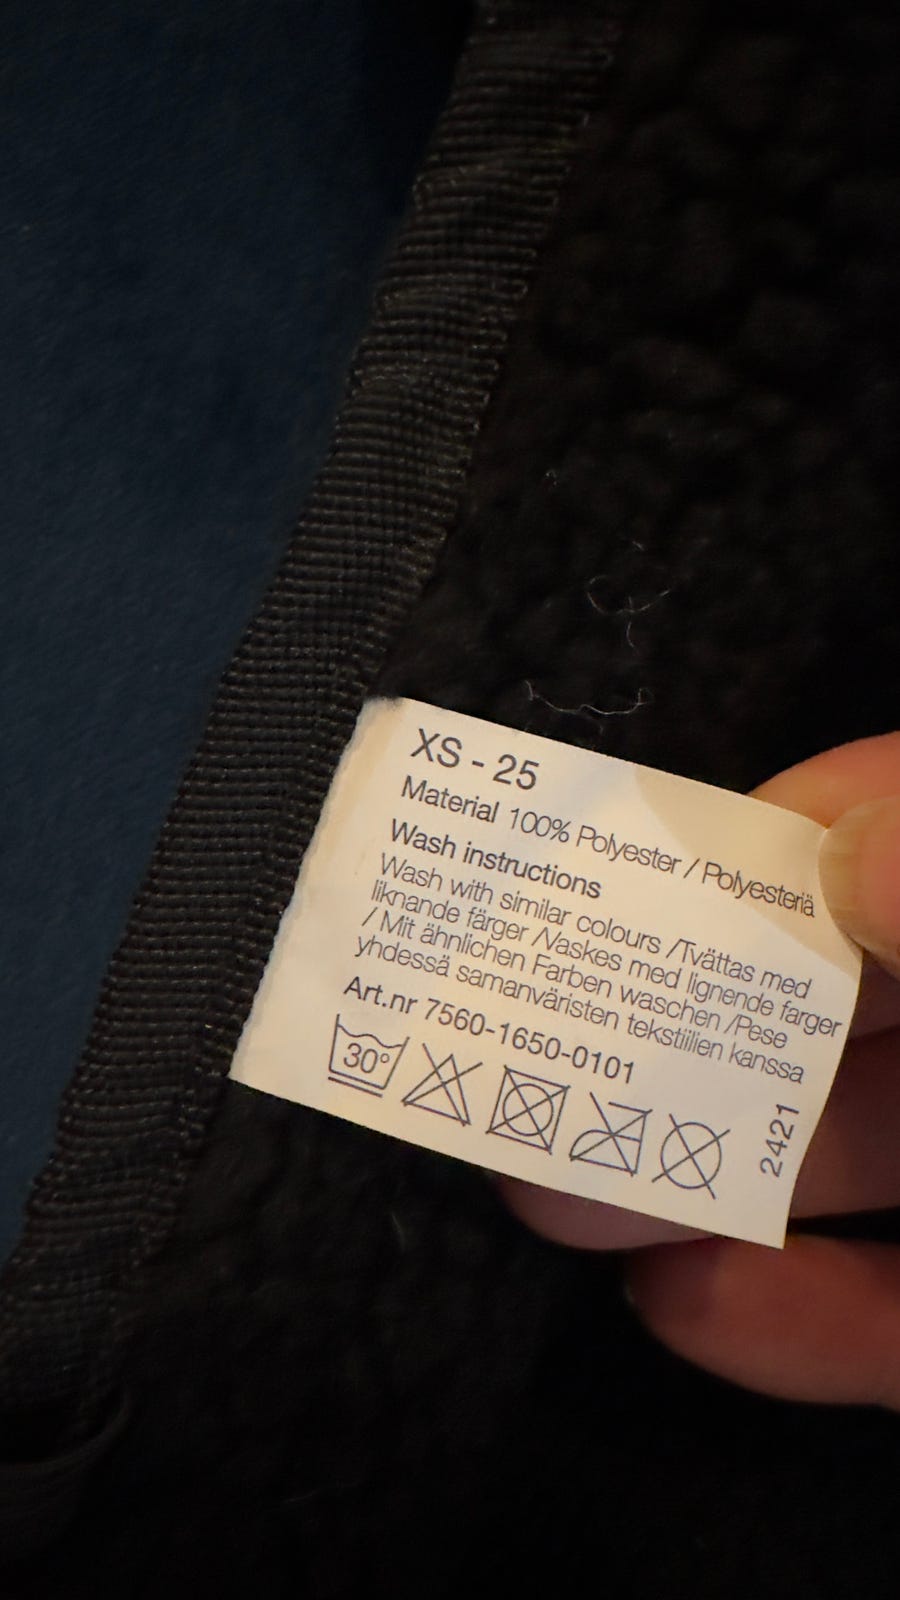 XS - 25
Material 100% Polyester / Polyesteriä
Wash instructions
Wash with similar colours /Tvättas med
liknande färger /Vaskes med lignende farger
/ Mit ähnlichen Farben waschen /Pese
yhdessä samanväristen tekstiilien kanssa
Art.nr 7560-1650-0101
30°
2421